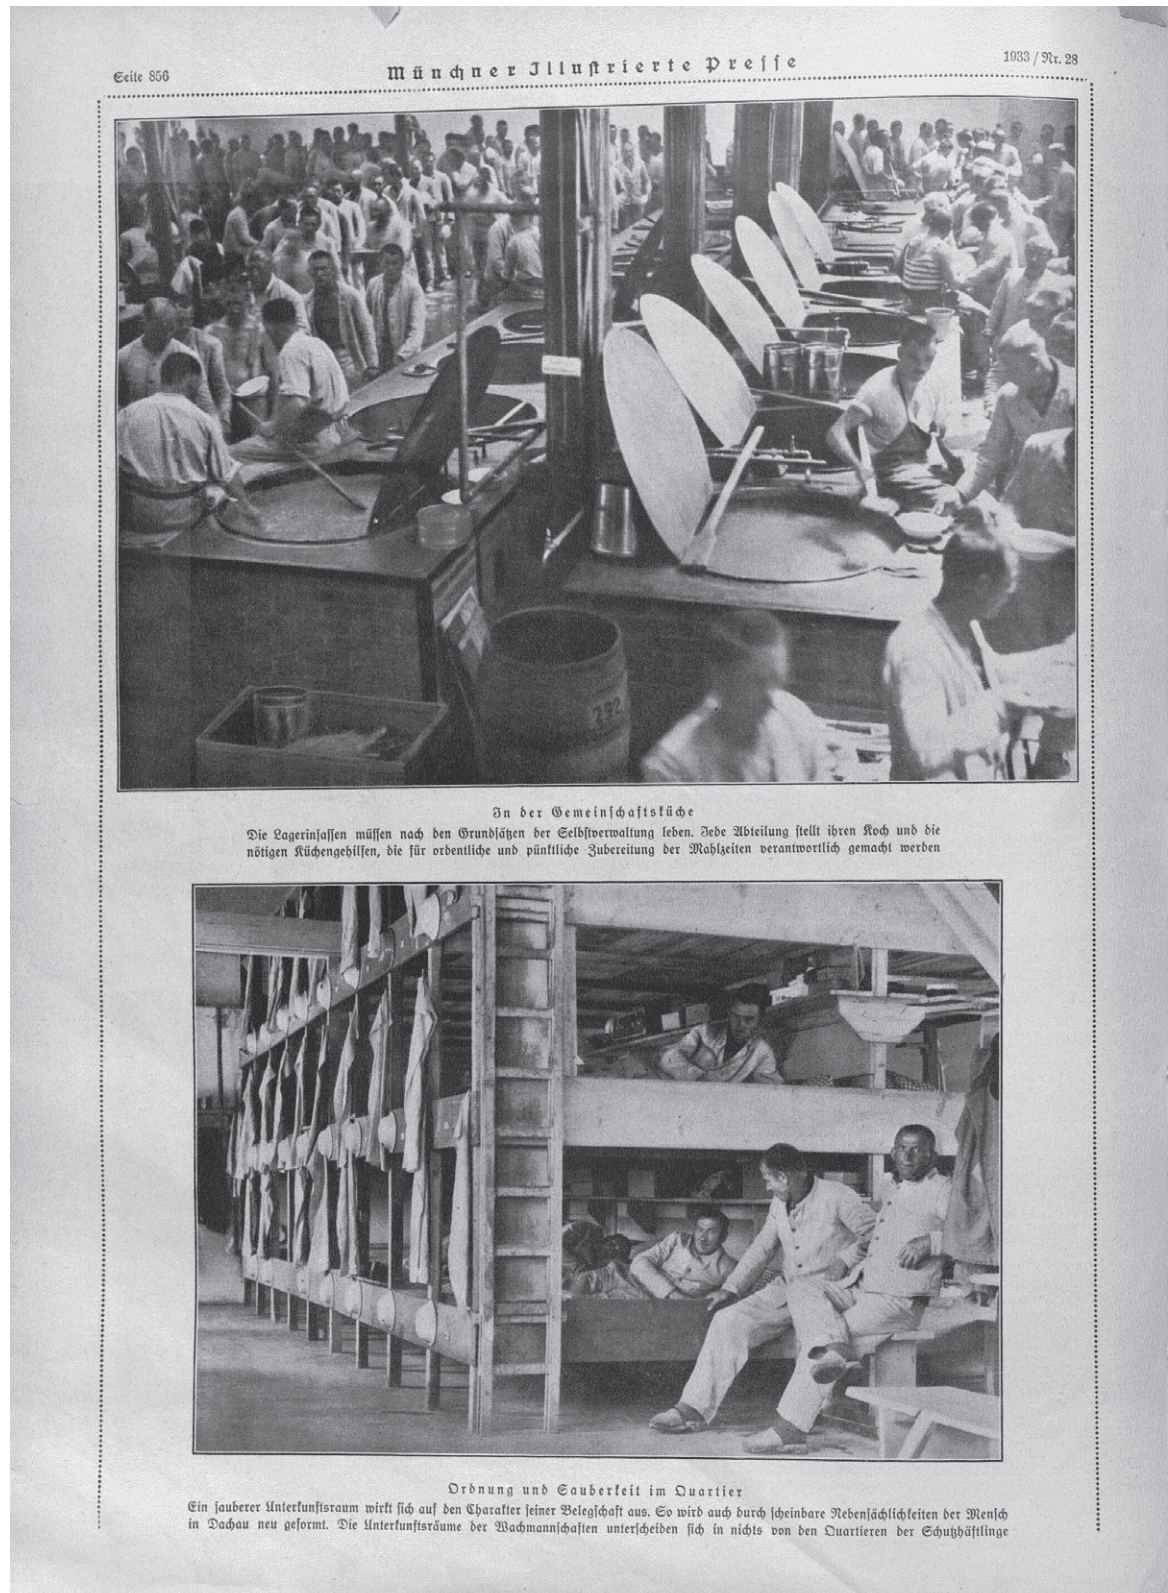 Seite 856
Münchner Illustrierte Presse
1933 / Nr. 28
292
In der Gemeinschaftsküche
Die Lagerinsassen müssen nach den Grundsätzen der Selbstverwaltung leben. Jede Abteilung stellt ihren Koch und die
nötigen Küchengehilfen, die für ordentliche und pünktliche Zubereitung der Mahlzeiten verantwortlich gemacht werden
Ordnung und Sauberkeit im Quartier
Ein sauberer Unterkunftsraum wirkt sich auf den Charakter seiner Belegschaft aus. So wird auch durch scheinbare Nebensächlichkeiten der Mensch
in Dachau neu geformt. Die Unterkunftsräume der Wachmannschaften unterscheiden sich in nichts von den Quartieren der Schutzhäftlinge